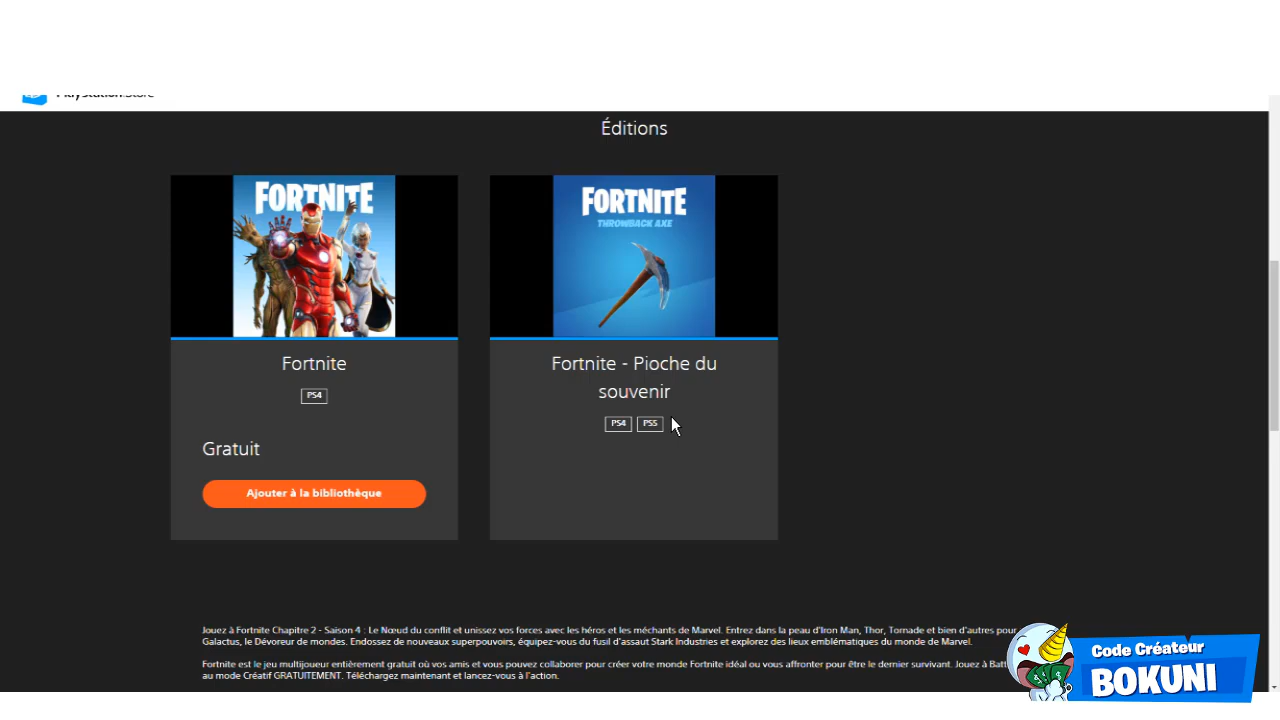 PlayStation Store
Éditions
FORTNITE
FORTNITE
THROWBACK AXE
Fortnite
PS4
Gratuit
Ajouter à la bibliothèque
Fortnite - Pioche du
souvenir
PS4 PS5
Jouez à Fortnite Chapitre 2 - Saison 4 : Le Nœud du conflit et unissez vos forces avec les héros et les méchants de Marvel. Entrez dans la peau d'Iron Man, Thor, Tornade et bien d'autres pour
Galactus, le Dévoreur de mondes. Endossez de nouveaux superpouvoirs, équipez-vous du fusil d'assaut Stark Industries et explorez des lieux emblématiques du monde de Marvel.
Fortnite est le jeu multijoueur entièrement gratuit où vos amis et vous pouvez collaborer pour créer votre monde Fortnite idéal ou vous affronter pour être le dernier survivant. Jouez à
au mode Créatif GRATUITEMENT. Téléchargez maintenant et lancez-vous à l'action.
Code Créateur
BOKUNI